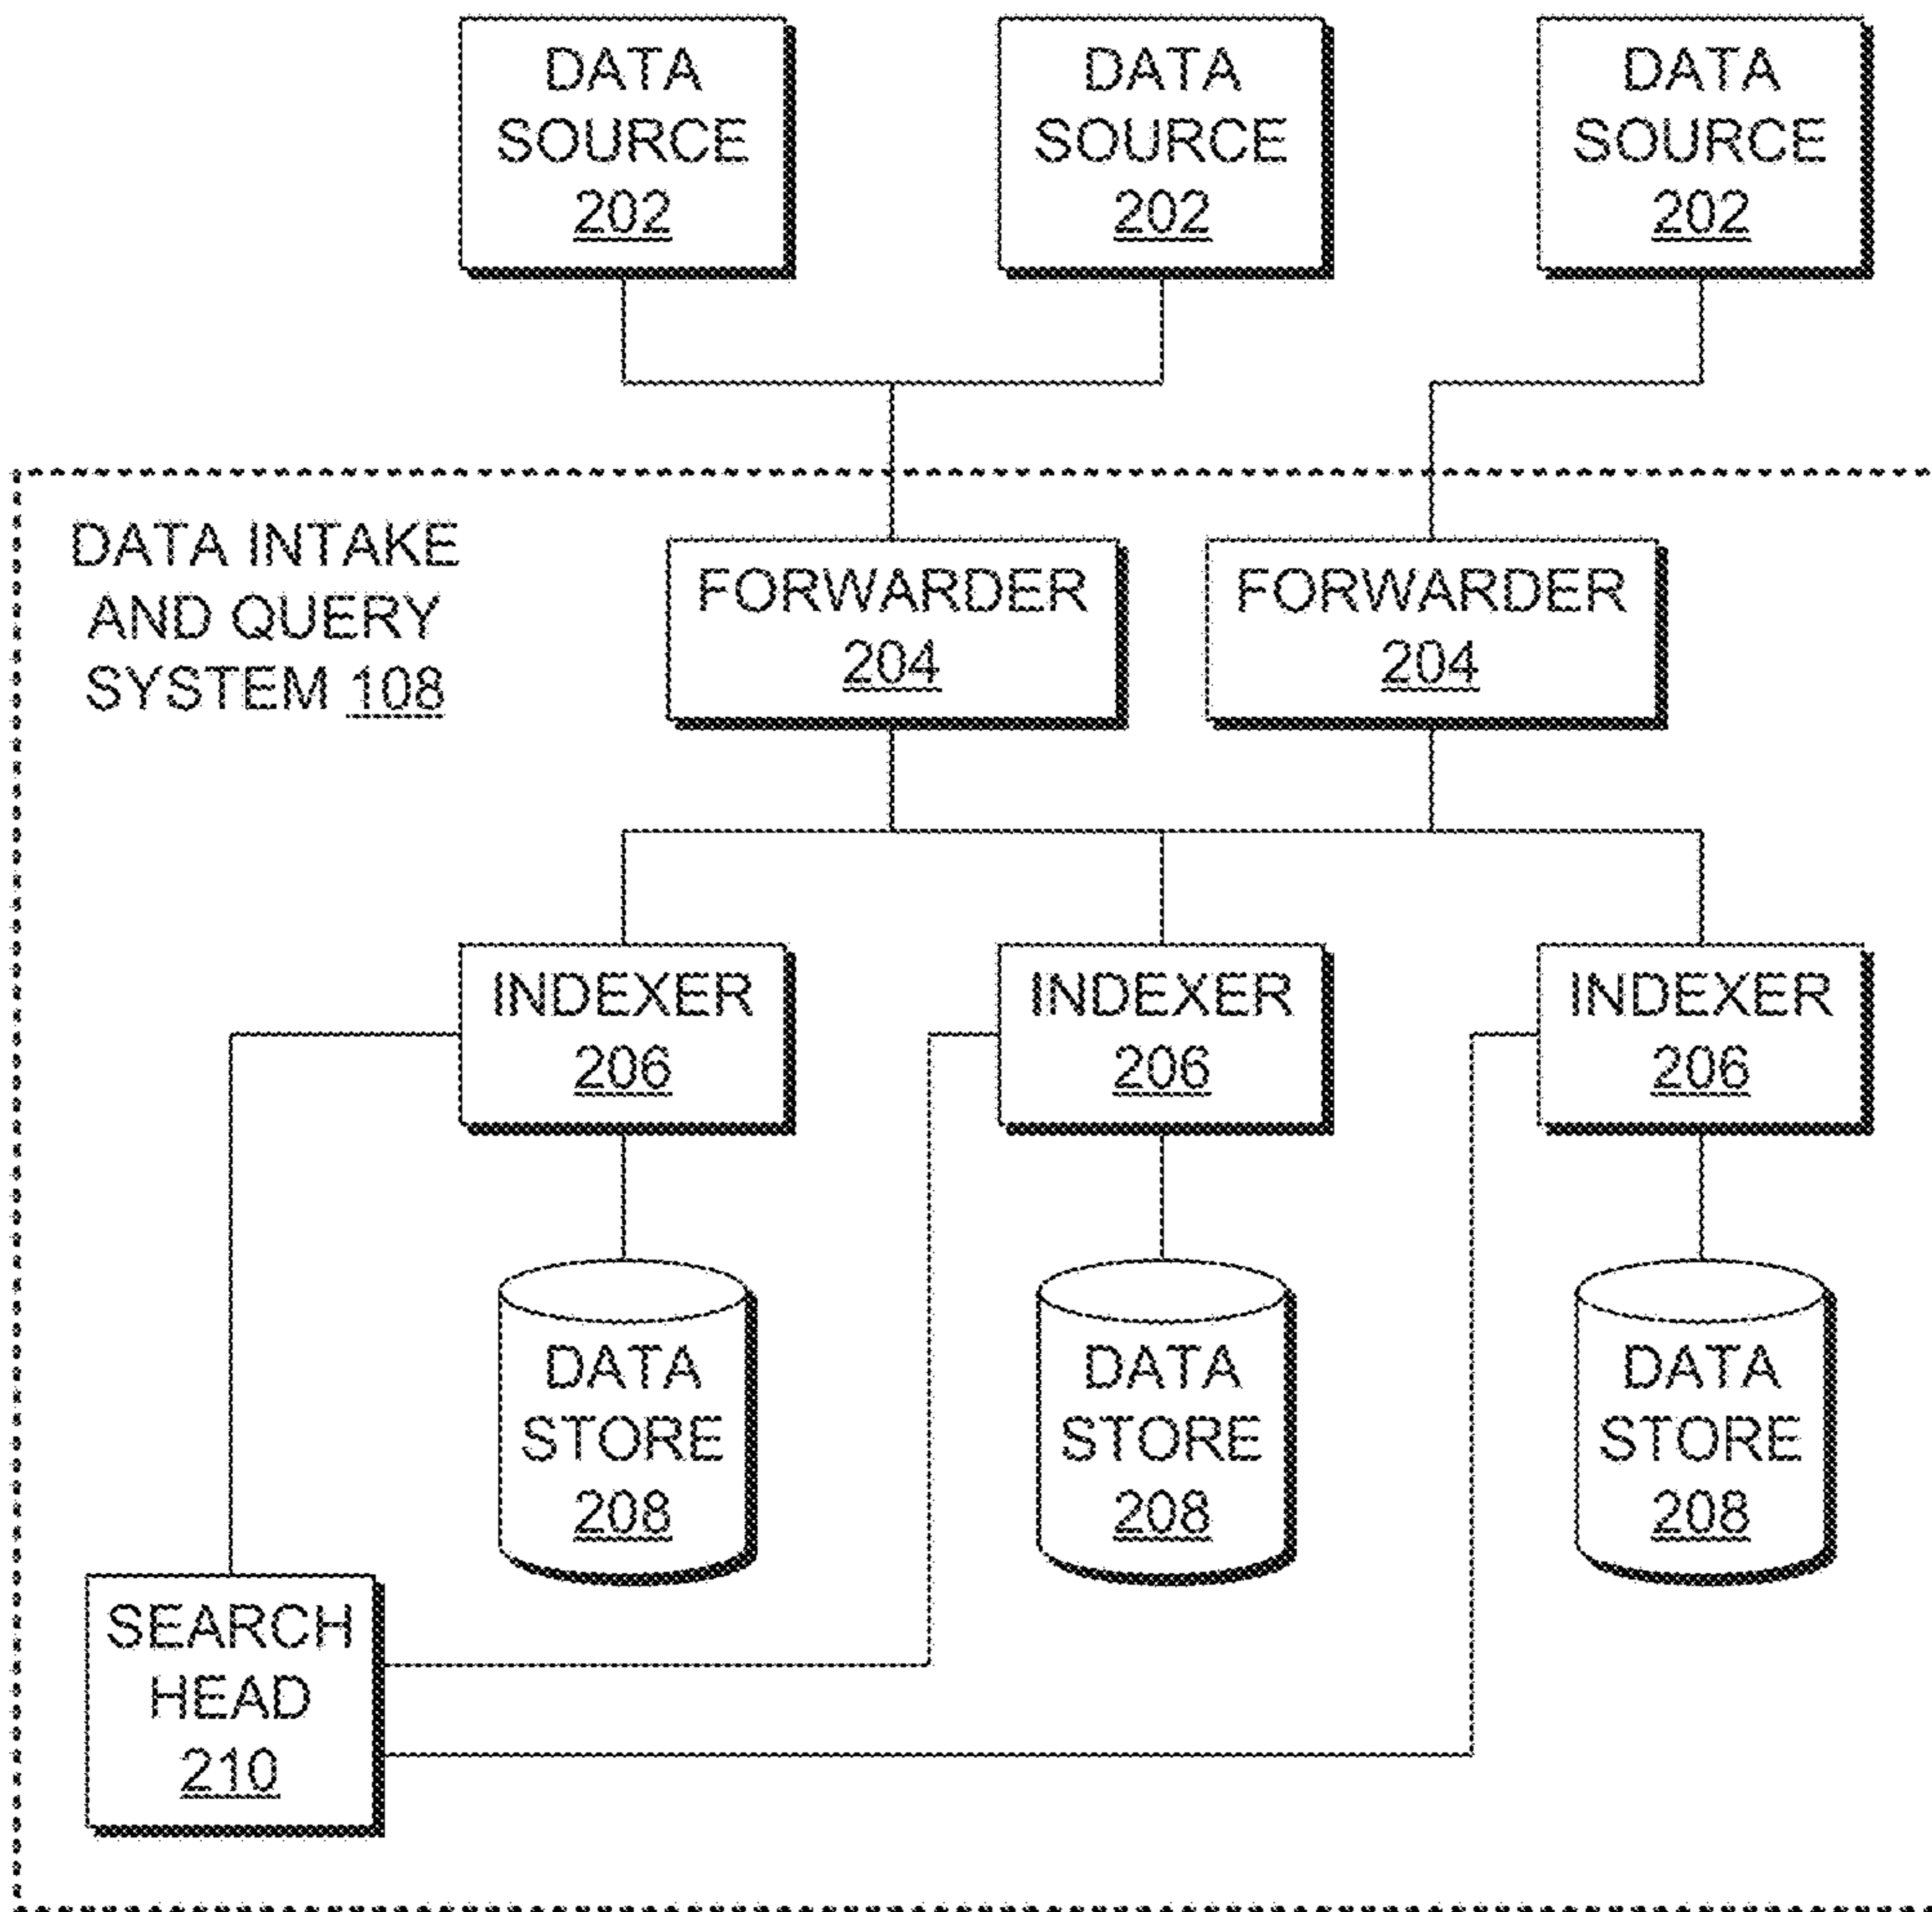 DATA
SOURCE
202
DATA
SOURCE
202
DATA
SOURCE
202
DATA INTAKE
AND QUERY
SYSTEM 108
FORWARDER
204
FORWARDER
204
INDEXER
206
INDEXER
206
INDEXER
206
DATA
STORE
208
DATA
STORE
208
DATA
STORE
208
SEARCH
HEAD
210